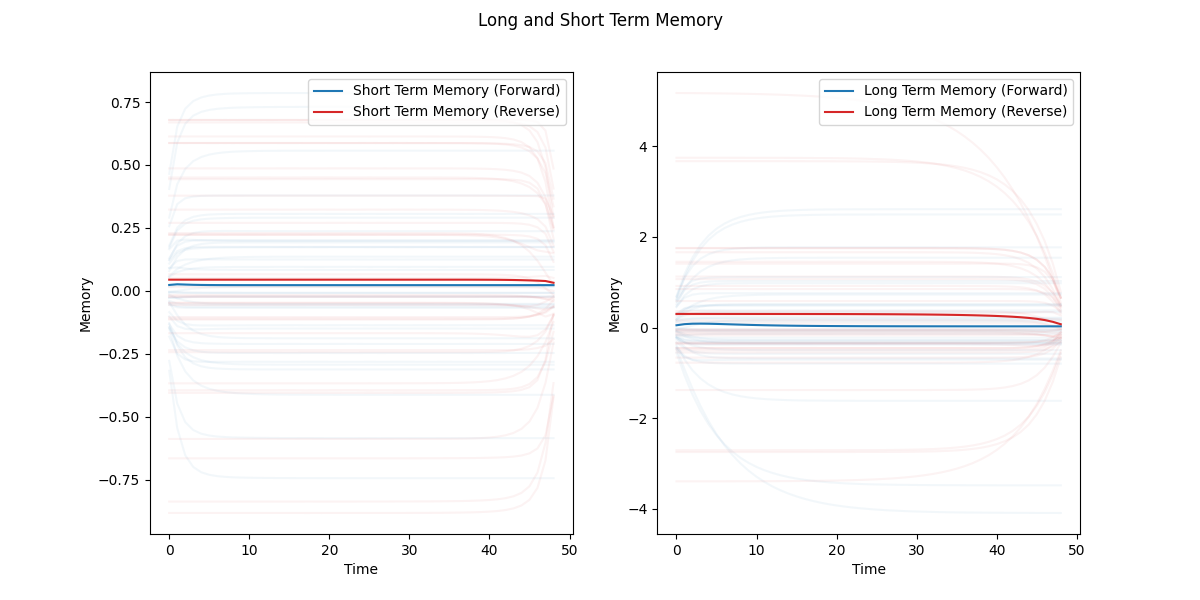 Long and Short Term Memory
Short Term Memory (Forward)
Short Term Memory (Reverse)
0.75
0.50
0.25
0.00
−0.25
−0.50
−0.75
Memory
0 10 20 30 40 50
Time
Long Term Memory (Forward)
Long Term Memory (Reverse)
4
2
0
−2
−4
Memory
0 10 20 30 40 50
Time